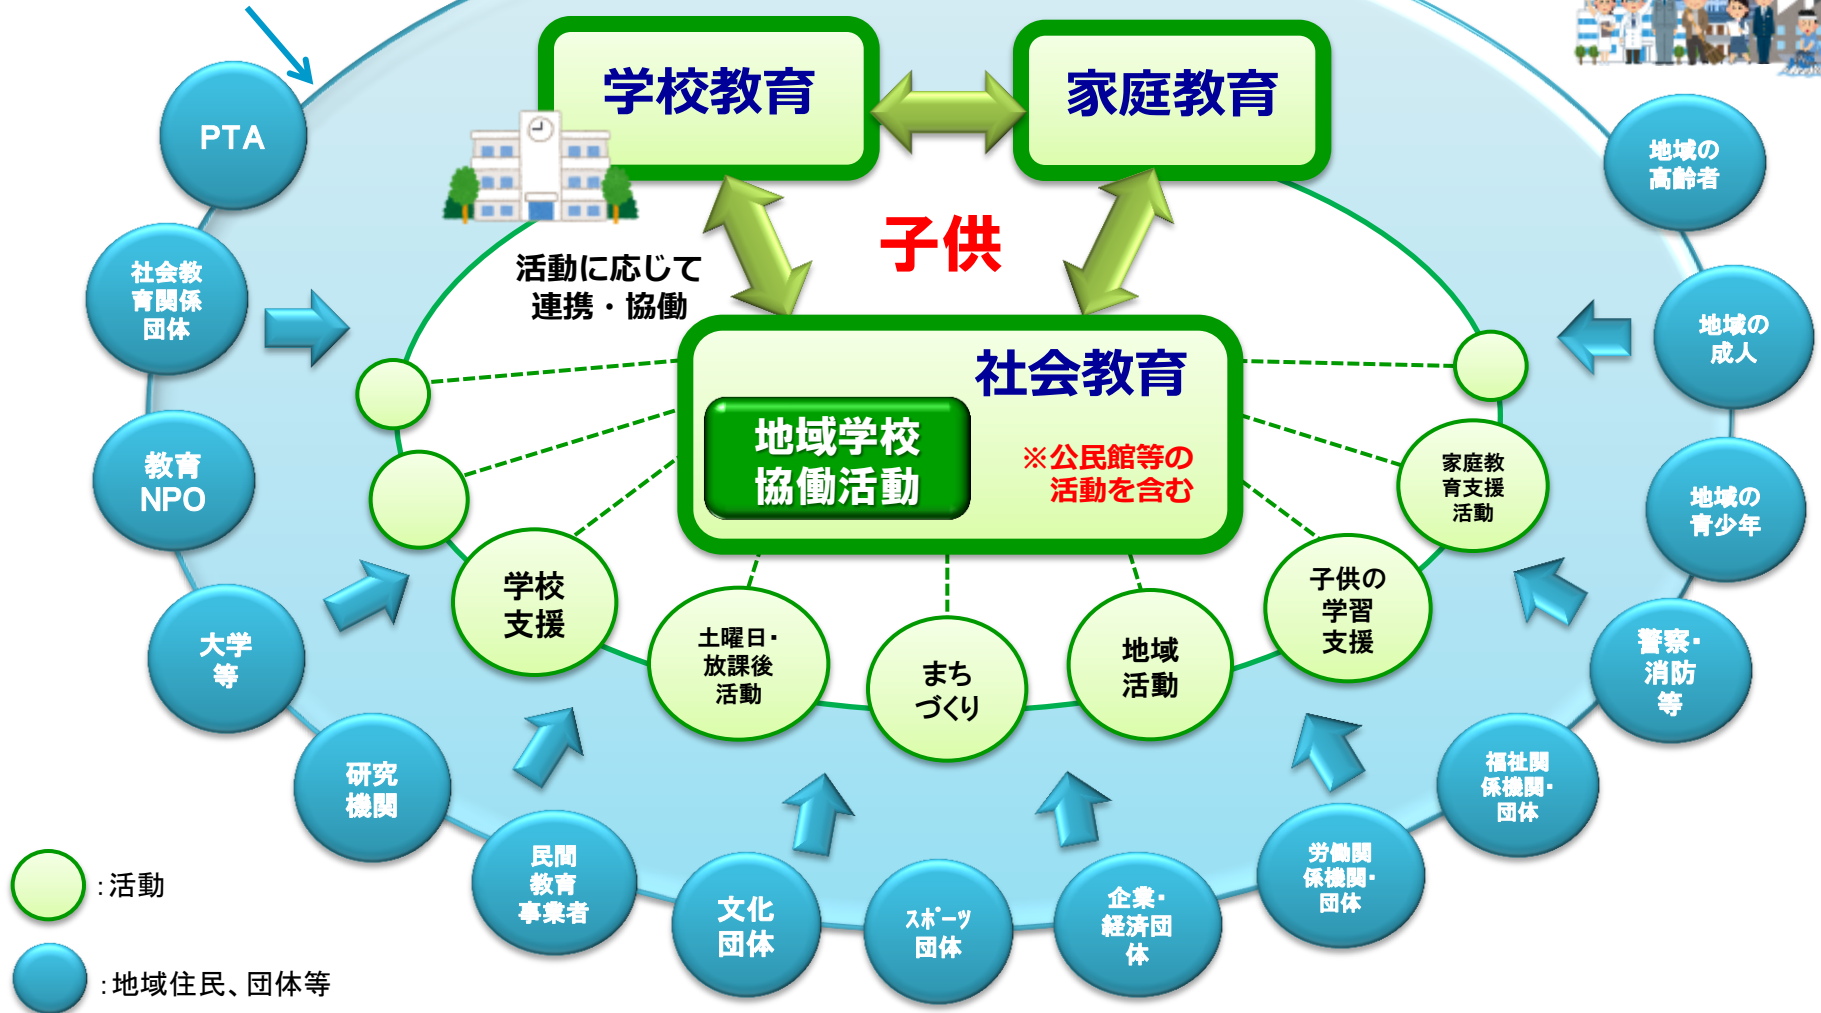 学校教育
家庭教育
子供
活動に応じて
連携・協働
社会教育
地域学校
協働活動
※公民館等の
活動を含む
PTA
社会教
育関係
団体
教育
NPO
大学
等
研究
機関
民間
教育
事業者
文化
団体
スポーツ
団体
企業・
経済団
体
労働関
係機関・
団体
福祉関
係機関・
団体
警察・
消防
等
地域の
青少年
地域の
成人
地域の
高齢者
学校
支援
土曜日・
放課後
活動
まち
づくり
地域
活動
子供の
学習
支援
家庭教
育支援
活動
：活動
：地域住民、団体等